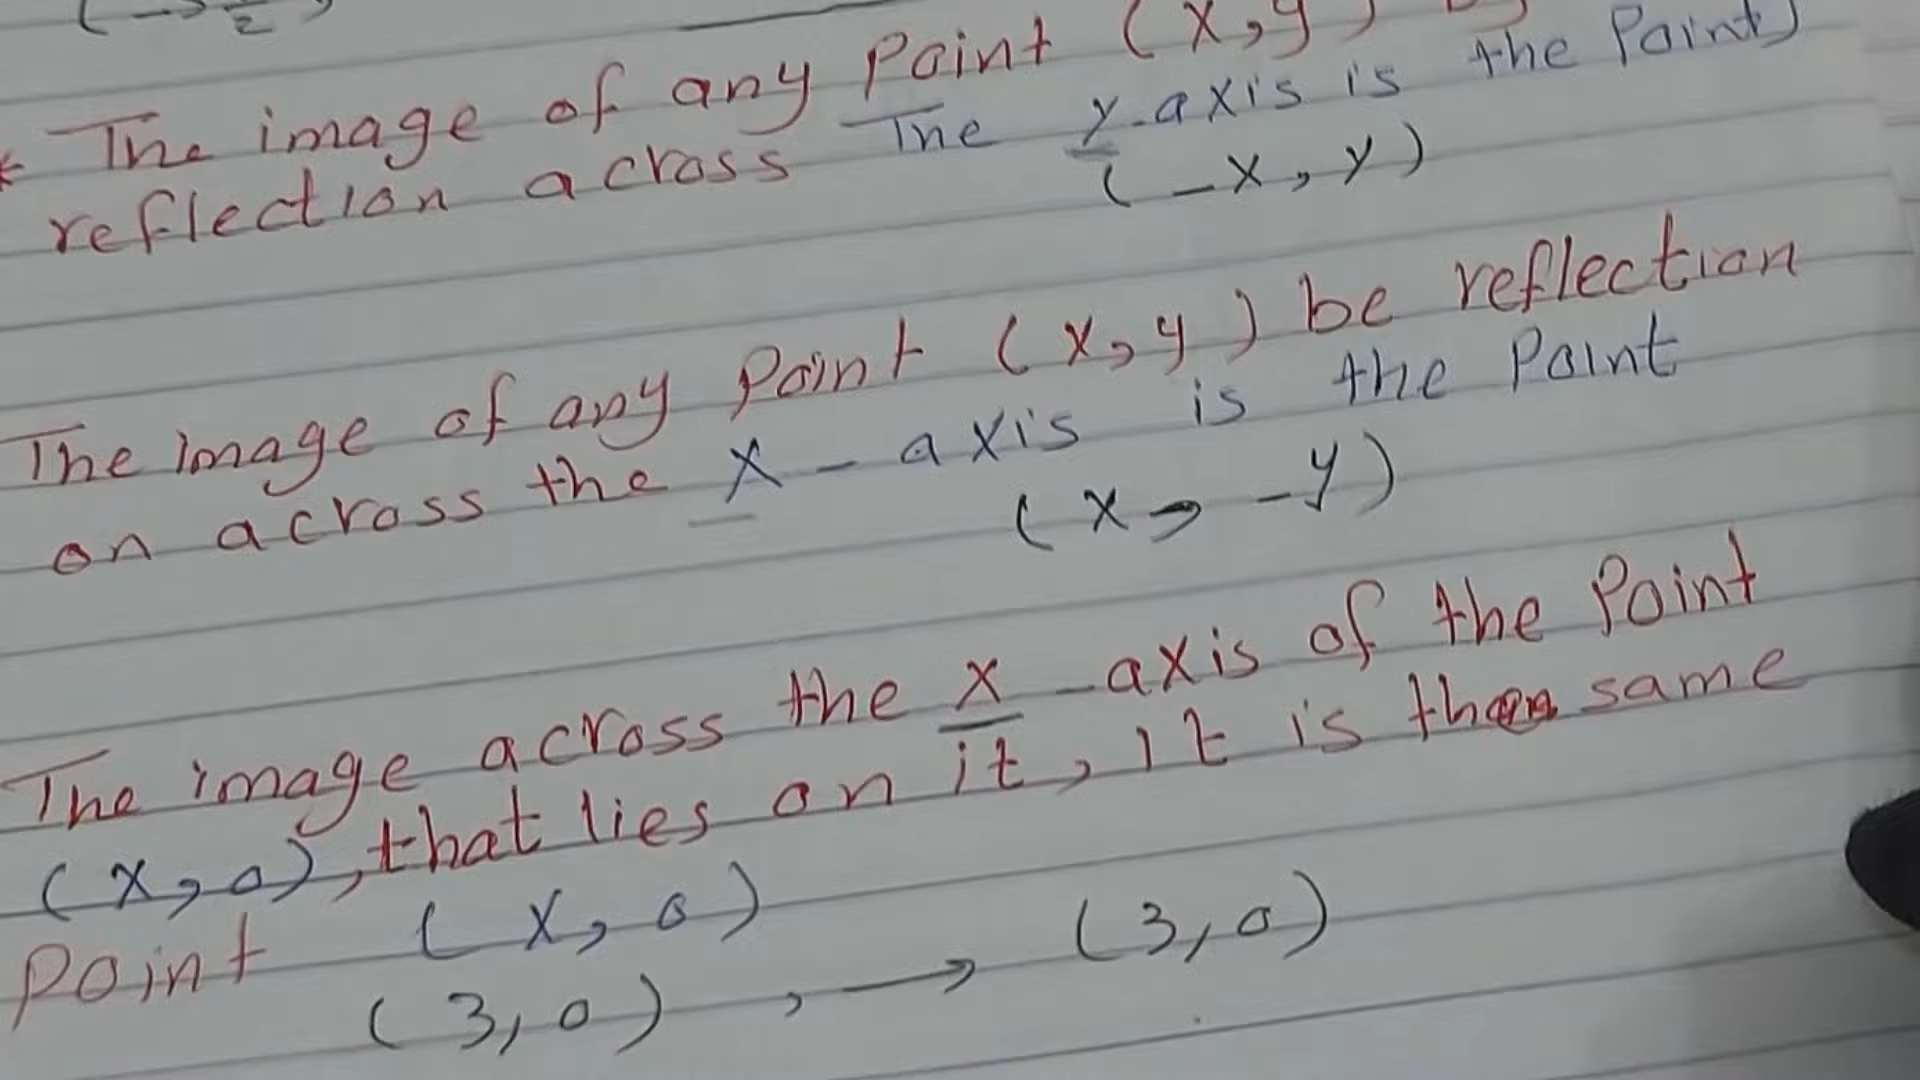 * The image of any point (x,y)
reflection across The y-axis is the Point
(-x, y)
The image of any point (x,y) be reflection
on across the x-axis is the Point
(x, -y)
The image across the x-axis of the Point
(x,0), that lies on it, it is the same
Point (x, 0)
(3,0), → (3,0)